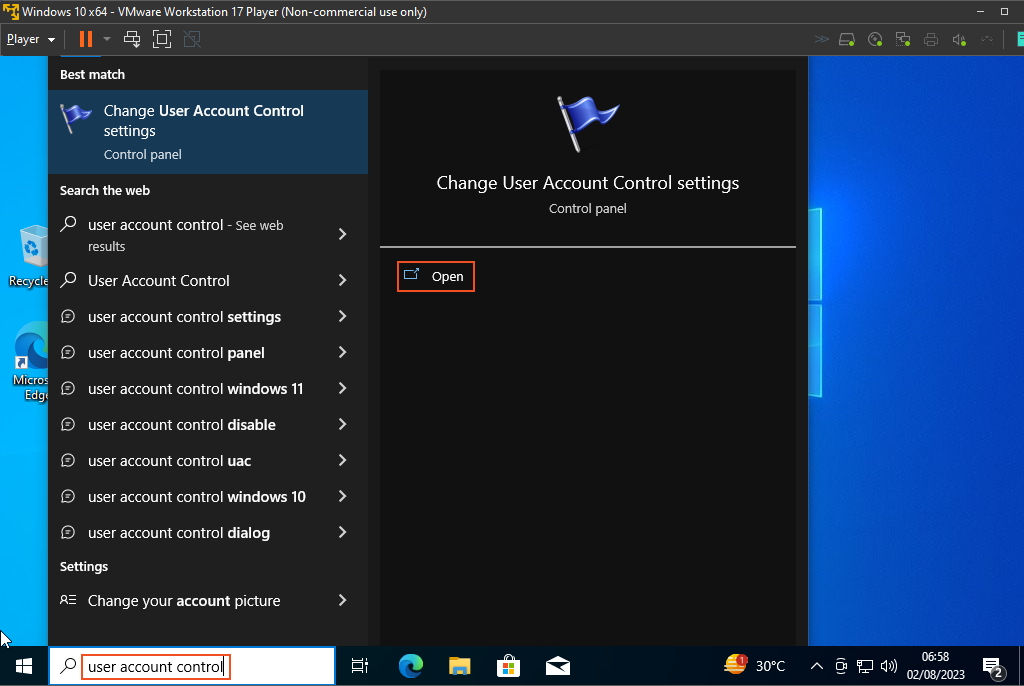 Windows 10 x64 - VMware Workstation 17 Player (Non-commercial use only)
Player
Best match
Change User Account Control
settings
Control panel
Search the web
user account control - See web
results
User Account Control
user account control settings
user account control panel
user account control windows 11
user account control disable
user account control uac
user account control windows 10
user account control dialog
Settings
Change your account picture
Change User Account Control settings
Control panel
Open
Recycle
Micros
Edge
user account control
1
30°C
06:58
02/08/2023
2